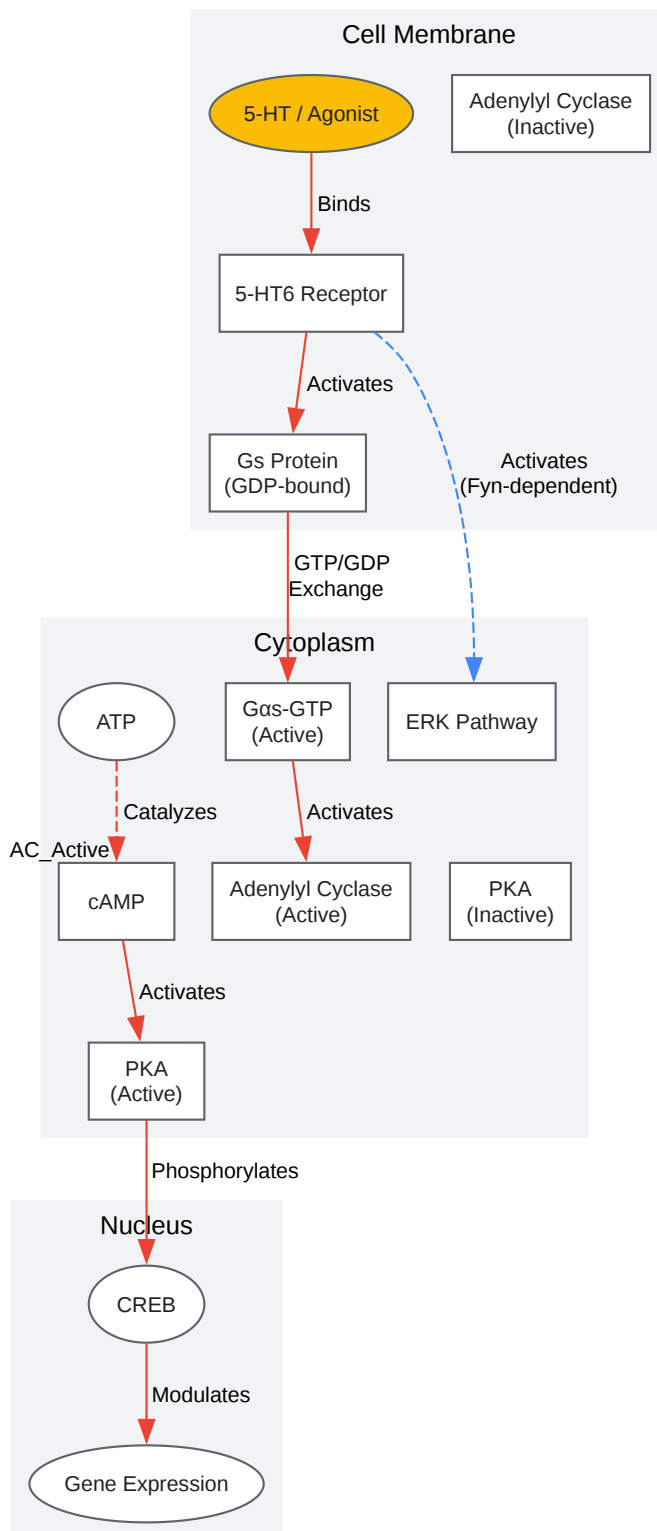 Cell Membrane
5-HT / Agonist
Adenylyl Cyclase
(Inactive)
Binds
5-HT6 Receptor
Activates
Gs Protein
(GDP-bound)
Activates
(Fyn-dependent)
GTP/GDP
Exchange
Cytoplasm
ATP
Gαs-GTP
(Active)
ERK Pathway
Catalyzes
Activates
AC_Active
cAMP
Adenylyl Cyclase
(Active)
PKA
(Inactive)
Activates
PKA
(Active)
Phosphorylates
Nucleus
CREB
Modulates
Gene Expression